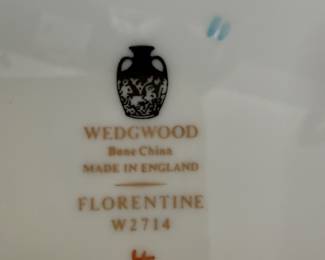 WEDGWOOD
Bone China
MADE IN ENGLAND
FLORENTINE
W2714